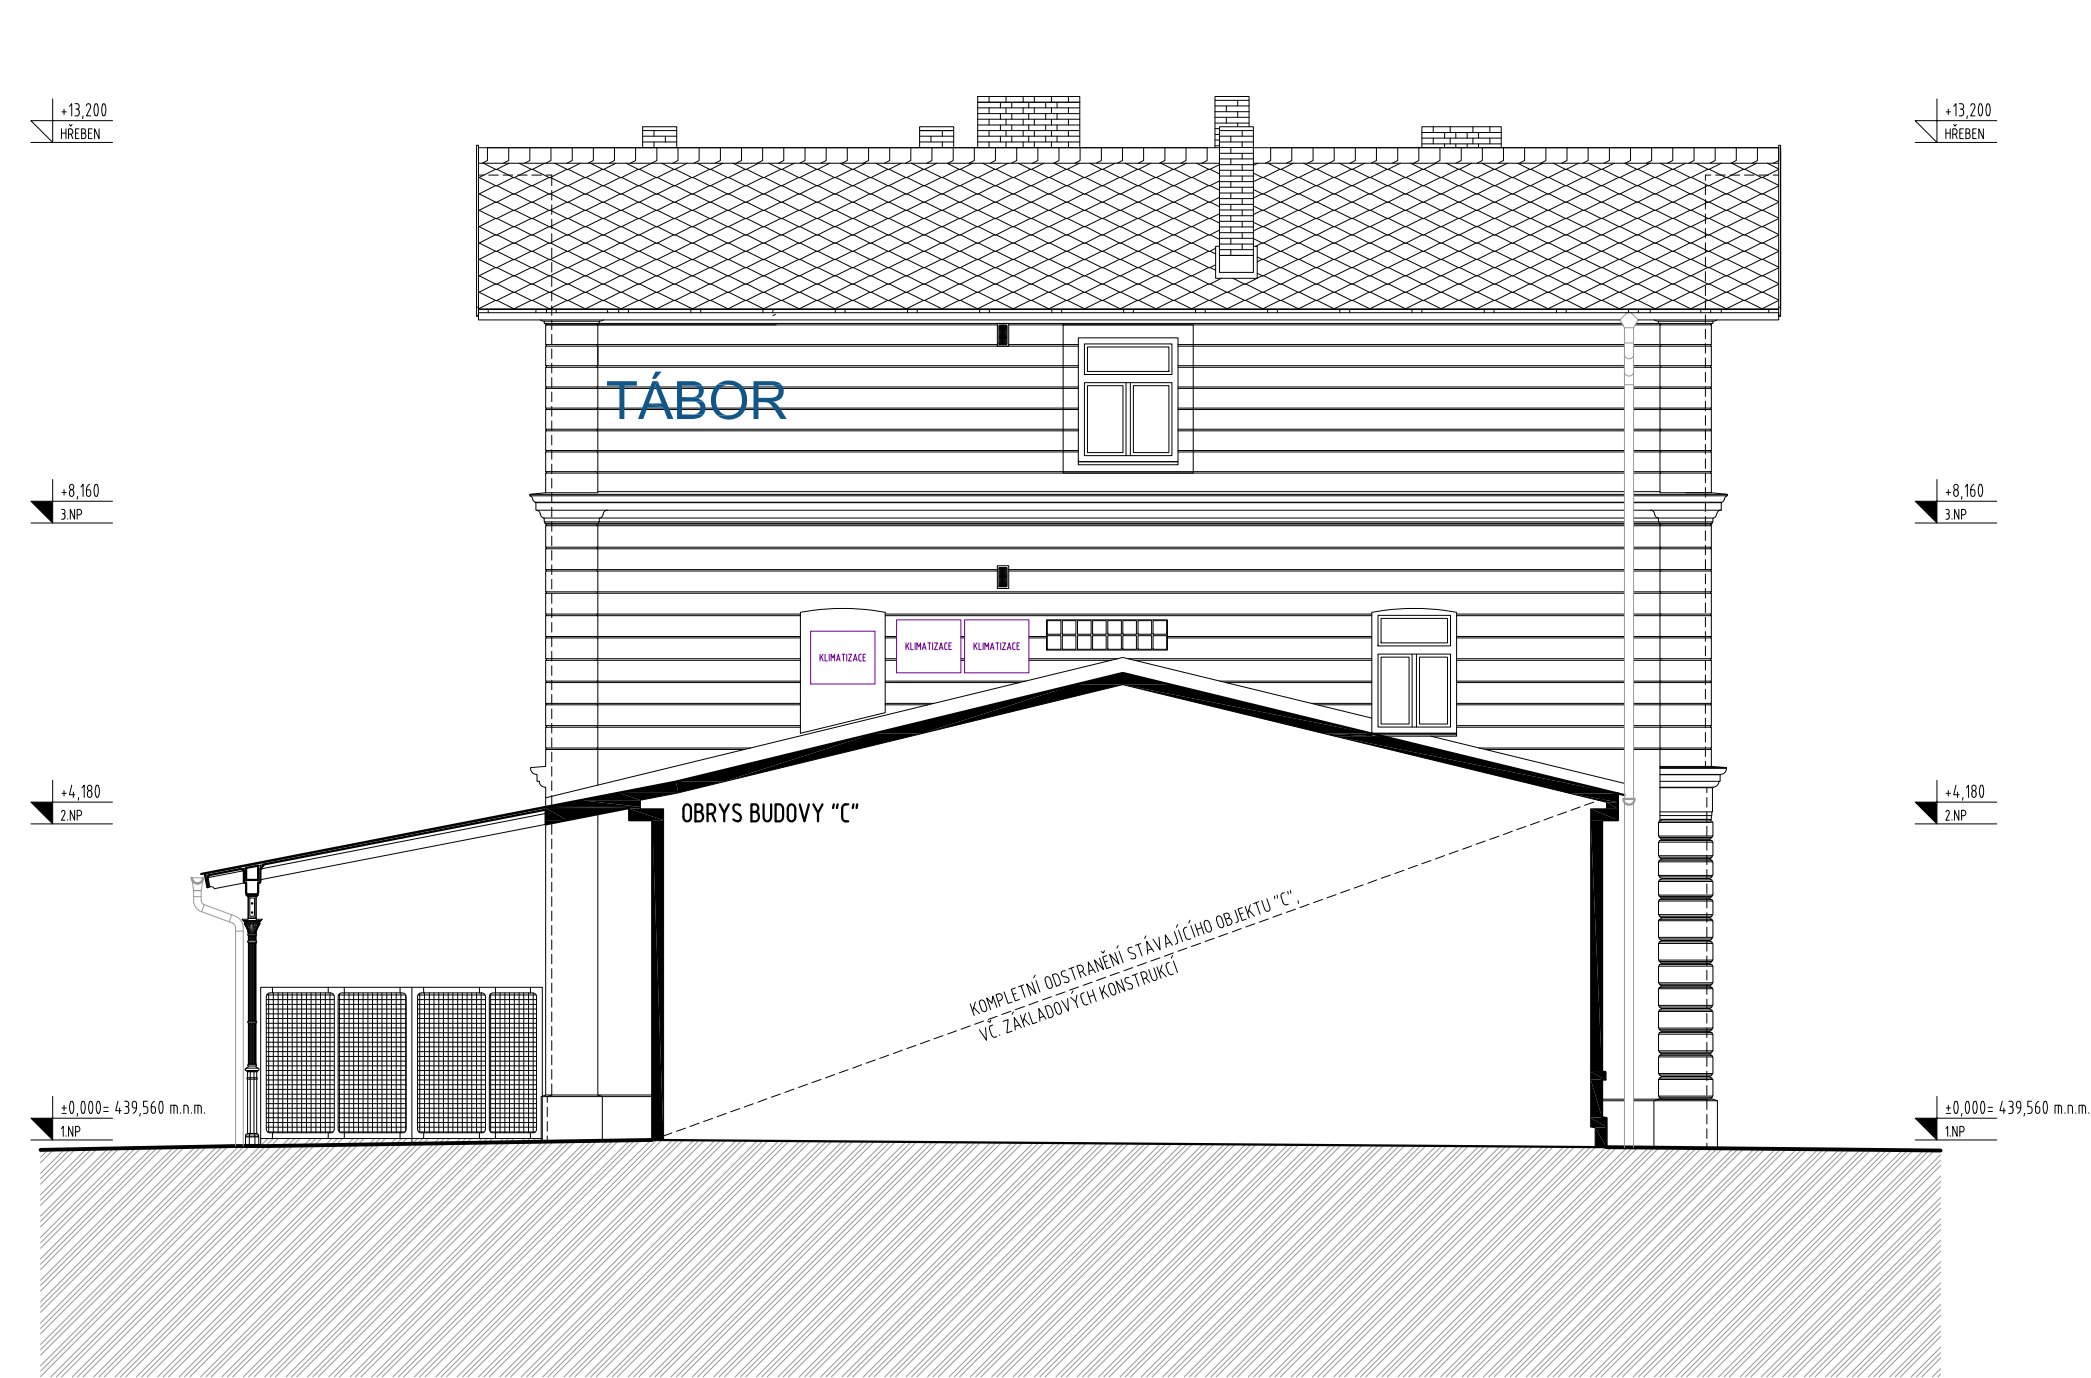 +13,200
HŘEBEN
+13,200
HŘEBEN
TÁBOR
+8,160
3.NP
+8,160
3.NP
KLIMATIZACE
KLIMATIZACE
KLIMATIZACE
+4,180
2.NP
OBRYS BUDOVY "C"
+4,180
2.NP
KOMPLETNÍ ODSTRANĚNÍ STÁVAJÍCÍHO OBJEKTU "C",
VČ. ZÁKLADOVÝCH KONSTRUKCÍ
±0,000= 439,560 m.n.m.
1.NP
±0,000= 439,560 m.n.m.
1.NP